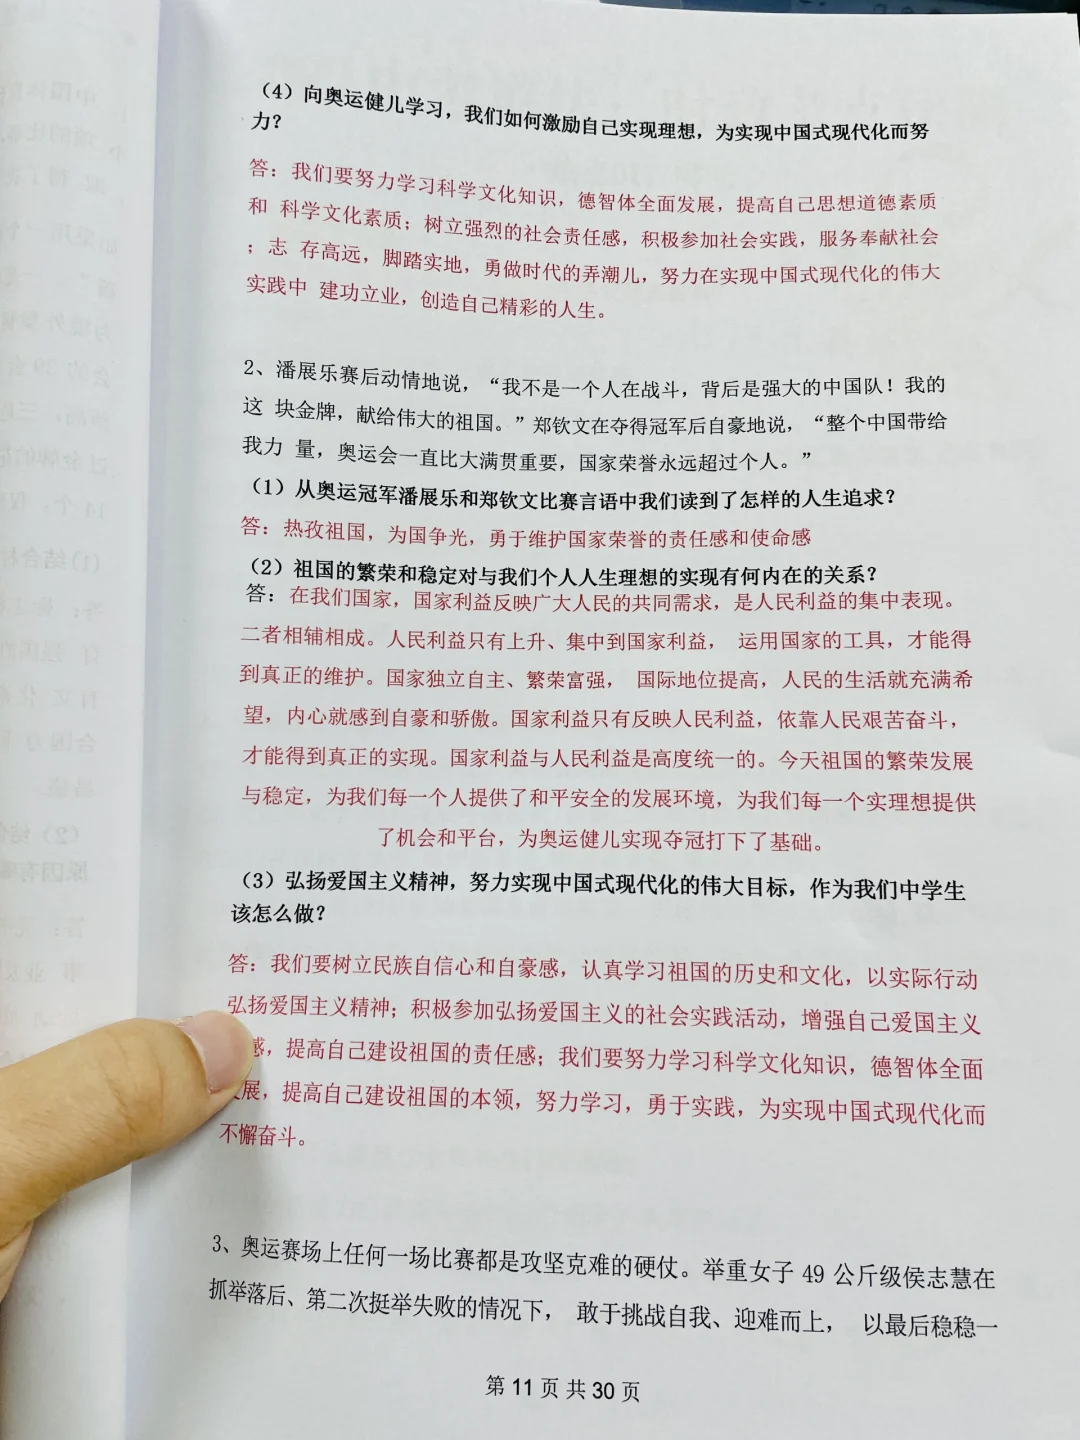 （4）向奥运健儿学习，我们如何激励自己实现理想，为实现中国式现代化而努
力？
答：我们要努力学习科学文化知识，德智体全面发展，提高自己思想道德素质
和 科学文化素质；树立强烈的社会责任感，积极参加社会实践，服务奉献社会
；志 存高远，脚踏实地，勇做时代的弄潮儿，努力在实现中国式现代化的伟大
实践中 建功立业，创造自己精彩的人生。
2、潘展乐赛后动情地说，“我不是一个人在战斗，背后是强大的中国队！我的
这 块金牌，献给伟大的祖国。”郑钦文在夺得冠军后自豪地说，“整个中国带给
我力 量，奥运会一直比大满贯重要，国家荣誉永远超过个人。”
（1）从奥运冠军潘展乐和郑钦文比赛言语中我们读到了怎样的人生追求？
答：热孜祖国，为国争光，勇于维护国家荣誉的责任感和使命感
（2）祖国的繁荣和稳定对与我们个人人生理想的实现有何内在的关系？
答：在我们国家，国家利益反映广大人民的共同需求，是人民利益的集中表现。
二者相辅相成。人民利益只有上升、集中到国家利益， 运用国家的工具，才能得
到真正的维护。国家独立自主、繁荣富强， 国际地位提高，人民的生活就充满希
望，内心就感到自豪和骄傲。国家利益只有反映人民利益，依靠人民艰苦奋斗，
才能得到真正的实现。国家利益与人民利益是高度统一的。今天祖国的繁荣发展
与稳定，为我们每一个人提供了和平安全的发展环境，为我们每一个实理想提供
了机会和平台，为奥运健儿实现夺冠打下了基础。
（3）弘扬爱国主义精神，努力实现中国式现代化的伟大目标，作为我们中学生
该怎么做？
答：我们要树立民族自信心和自豪感，认真学习祖国的历史和文化，以实际行动
弘扬爱国主义精神；积极参加弘扬爱国主义的社会实践活动，增强自己爱国主义
感，提高自己建设祖国的责任感；我们要努力学习科学文化知识，德智体全面
展，提高自己建设祖国的本领，努力学习，勇于实践，为实现中国式现代化而
不懈奋斗。
3、奥运赛场上任何一场比赛都是攻坚克难的硬仗。举重女子 49 公斤级侯志慧在
抓举落后、第二次挺举失败的情况下， 敢于挑战自我、迎难而上， 以最后稳稳一
第 11 页 共 30 页